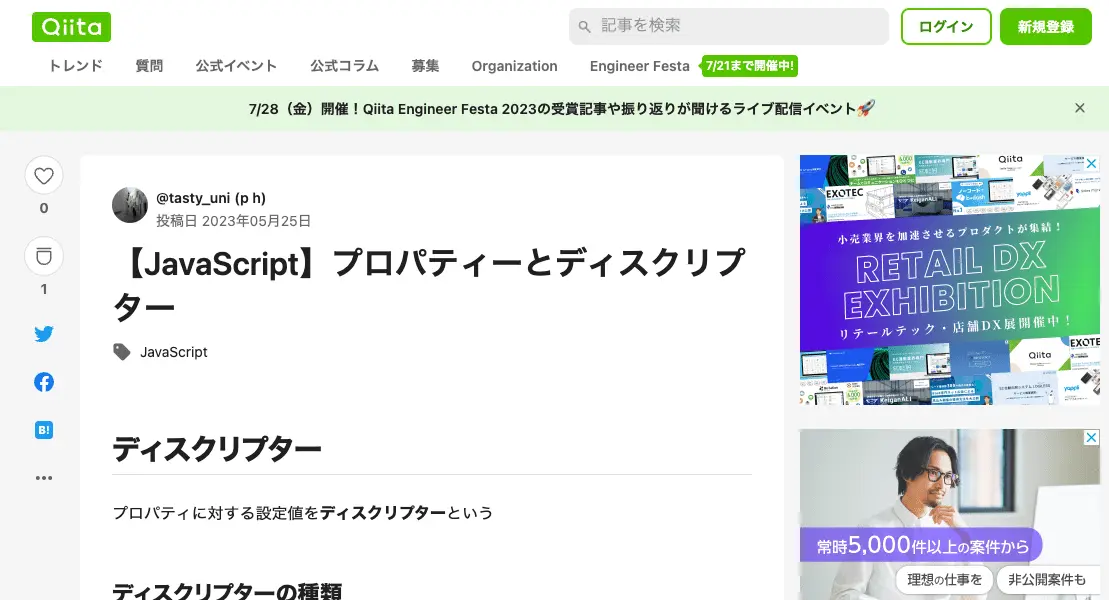 Qiita
記事を検索
ログイン
新規登録
トレンド
質問
公式イベント
公式コラム
募集
Organization
Engineer Festa
7/21まで開催中!
7/28（金）開催！Qiita Engineer Festa 2023の受賞記事や振り返りが聞けるライブ配信イベント🚀
0
1
B!
@tasty_uni (p h)
投稿日 2023年05月25日
【JavaScript】プロパティーとディスクリプ
ター
JavaScript
ディスクリプター
プロパティに対する設定値をディスクリプターという
ディスクリプターの種類
Qiita
EXOTEC
KeiganALI
小売業界を加速させるプロダクトが集結！
RETAIL DX
EXHIBITION
リテールテック・店舗DX展開催中！
EXOTE
Qiita
KeiganALI
yappli
常時5,000件以上の案件から
理想の仕事を
非公開案件も